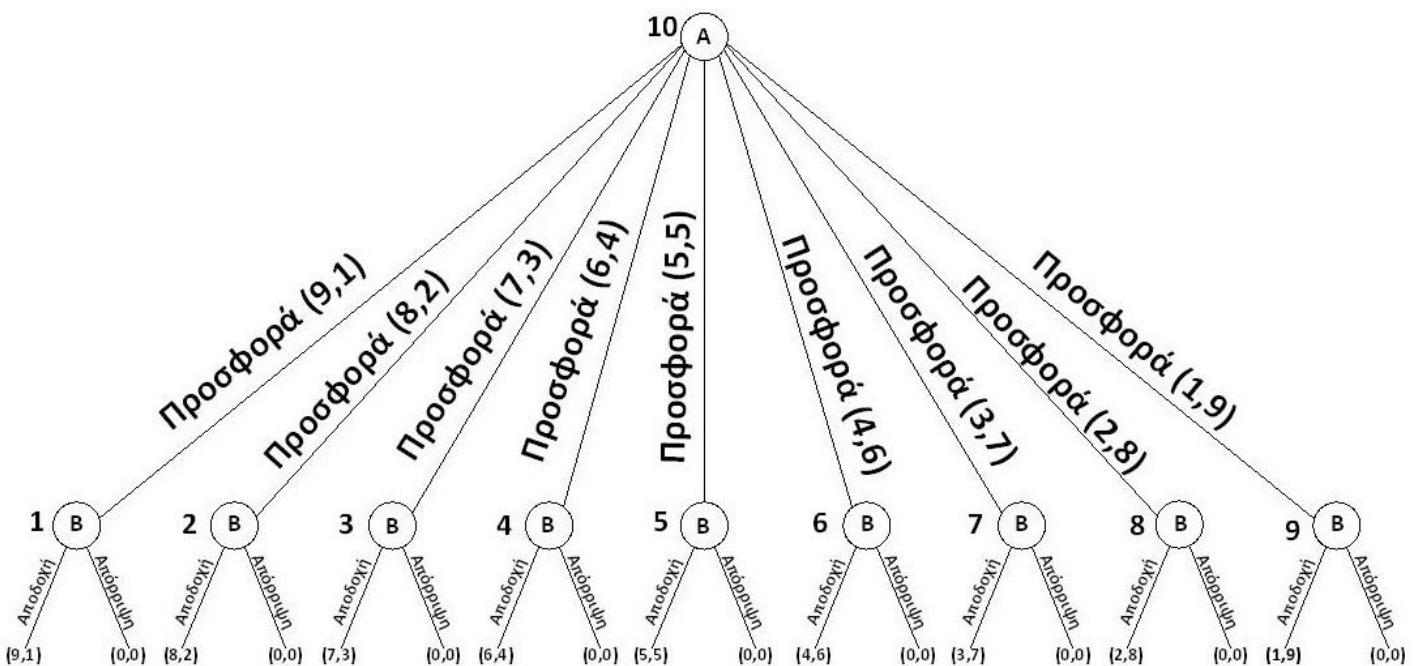 10 A
Προσφορά (9,1)
Προσφορά (8,2)
Προσφορά (7,3)
Προσφορά (6,4)
Προσφορά (5,5)
Προσφορά (4,6)
Προσφορά (3,7)
Προσφορά (2,8)
Προσφορά (1,9)
1 B 2 B 3 B 4 B 5 B 6 B 7 B 8 B 9 B
Αποδοχή Απόρριψη Αποδοχή Απόρριψη Αποδοχή Απόρριψη Αποδοχή Απόρριψη Αποδοχή Απόρριψη Αποδοχή Απόρριψη Αποδοχή Απόρριψη Αποδοχή Απόρριψη Αποδοχή Απόρριψη
(9,1) (0,0) (8,2) (0,0) (7,3) (0,0) (6,4) (0,0) (5,5) (0,0) (4,6) (0,0) (3,7) (0,0) (2,8) (0,0) (1,9) (0,0)